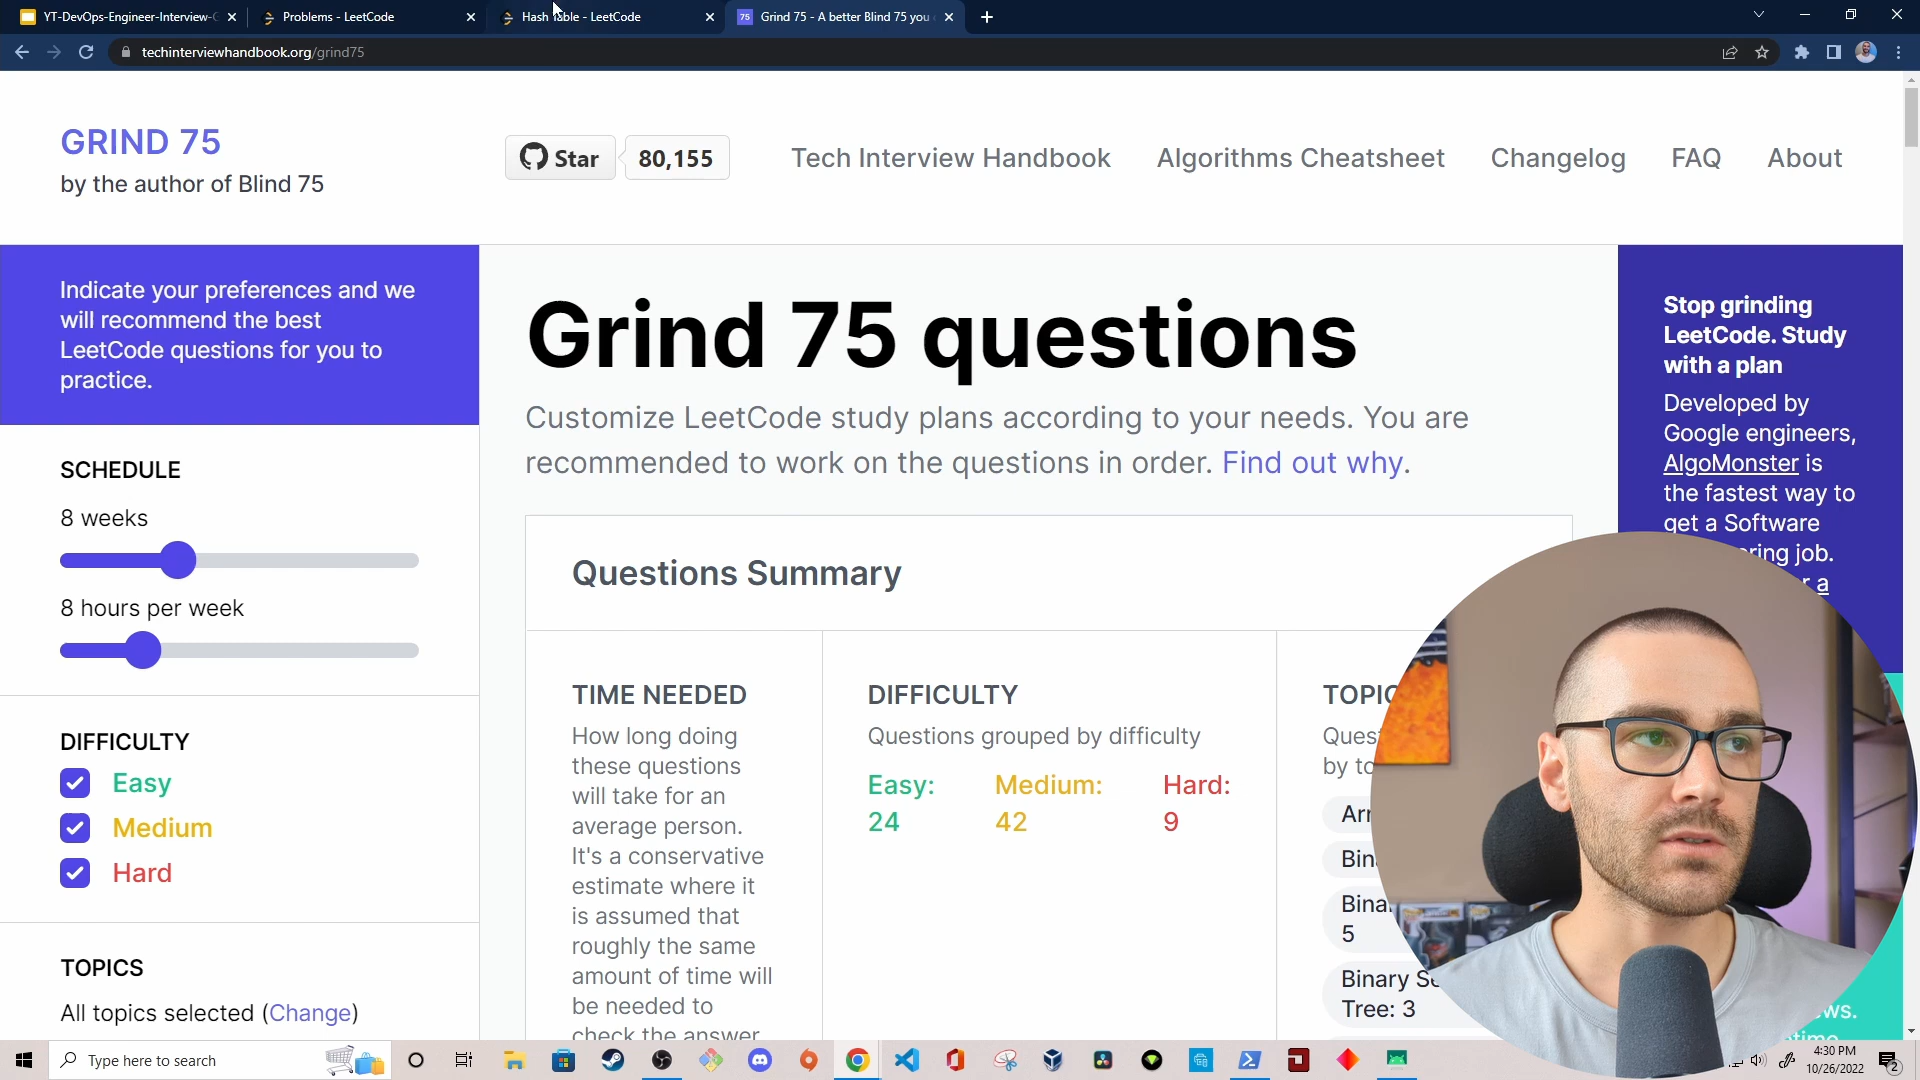 YT-DevOps-Engineer-Interview-G
Problems - LeetCode
Hash Table - LeetCode
75 Grind 75 - A better Blind 75 you
techinterviewhandbook.org/grind75
GRIND 75
by the author of Blind 75
Star
80,155
Tech Interview Handbook
Algorithms Cheatsheet
Changelog
FAQ
About
Indicate your preferences and we
will recommend the best
LeetCode questions for you to
practice.
SCHEDULE
8 weeks
8 hours per week
DIFFICULTY
Easy
Medium
Hard
TOPICS
All topics selected (Change)
Grind 75 questions
Customize LeetCode study plans according to your needs. You are
recommended to work on the questions in order. Find out why.
Questions Summary
TIME NEEDED
How long doing
these questions
will take for an
average person.
It's a conservative
estimate where it
is assumed that
roughly the same
amount of time will
be needed to
check the answer
DIFFICULTY
Questions grouped by difficulty
Easy:
24
Medium:
42
Hard:
9
by
5
Binary
Tree: 3
Stop grinding
LeetCode. Study
with a plan
Developed by
Google engineers,
AlgoMonster is
the fastest way to
get a Software
job.
a
Type here to search
4:30 PM
10/26/2022
2